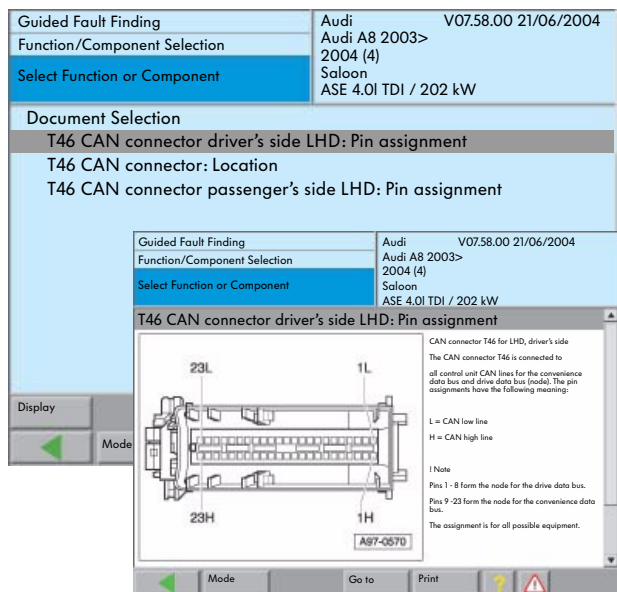 Guided Fault Finding
Function/Component Selection
Select Function or Component
Audi V07.58.00 21/06/2004
Audi A8 2003>
2004 (4)
Saloon
ASE 4.0l TDI / 202 kW
Document Selection
T46 CAN connector driver's side LHD: Pin assignment
T46 CAN connector: Location
T46 CAN connector passenger's side LHD: Pin assignment
Display
Mode
Guided Fault Finding
Function/Component Selection
Select Function or Component
Audi V07.58.00 21/06/2004
Audi A8 2003>
2004 (4)
Saloon
ASE 4.0l TDI / 202 kW
T46 CAN connector driver's side LHD: Pin assignment
23L 1L
23H 1H
A97-0570
CAN connector T46 for LHD, driver's side
The CAN connector T46 is connected to
all control unit CAN lines for the convenience
data bus and drive data bus (node). The pin
assignments have the following meaning:
L = CAN low line
H = CAN high line
! Note
Pins 1 - 8 form the node for the drive data bus.
Pins 9 -23 form the node for the convenience data
bus.
The assignment is for all possible equipment.
Mode Go to Print ?